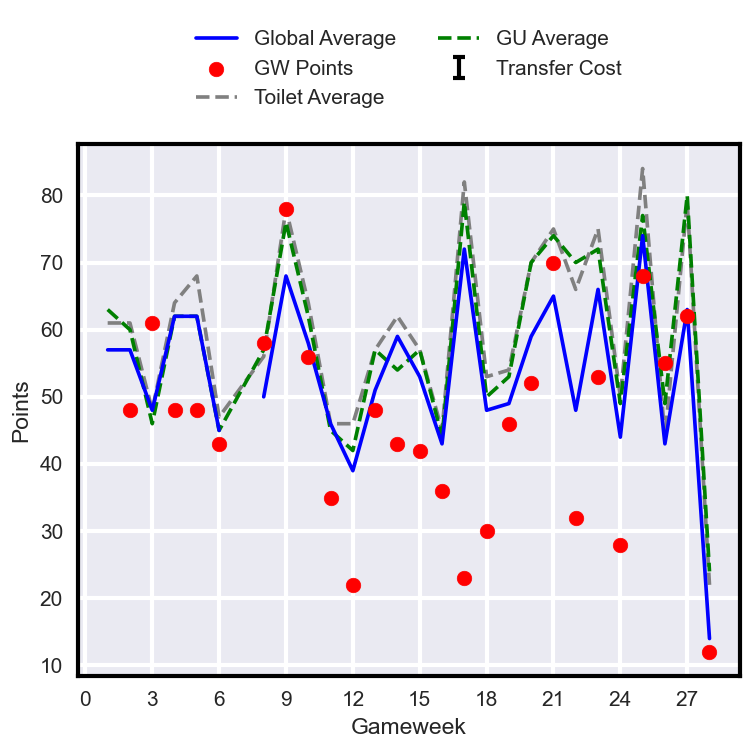 Global Average
GW Points
Toilet Average
GU Average
Transfer Cost
80
70
60
50
40
30
20
10
Points
0 3 6 9 12 15 18 21 24 27
Gameweek